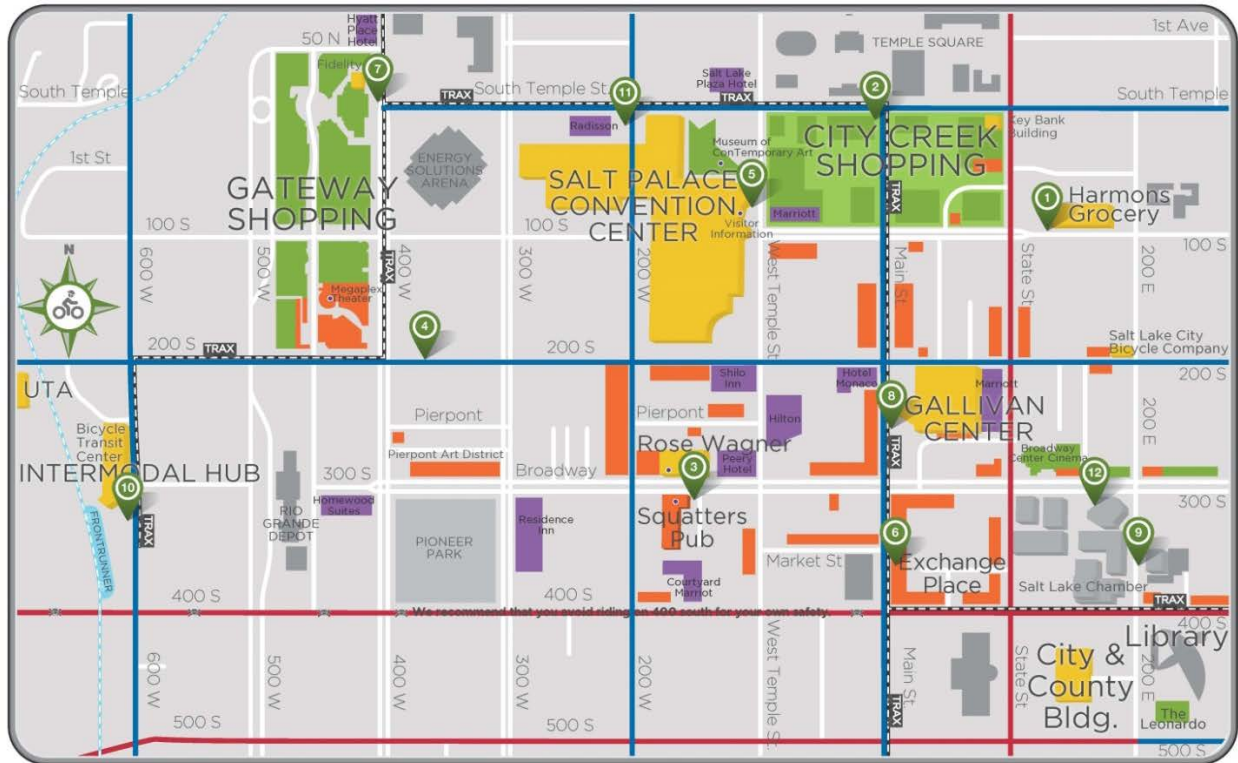 Hyatt
Place
Hotel
50 N
Fidelity
7
South Temple
TRAX
South Temple St.
11
Salt Lake
Plaza Hotel
TRAX
2
TEMPLE SQUARE
1st Ave
South Temple
1st St
ENERGY
SOLUTIONS
ARENA
Radisson
Museum of
ConTemporary Art
CITY CREEK
SHOPPING
Key Bank
Building
GATEWAY
SHOPPING
SALT PALACE
CONVENTION
CENTER
5
Visitor
Information
Marriott
TRAX
1
Harmons
Grocery
100 S
100 S
100 S
N
600 W
500 W
TRAX
400 W
300 W
200 W
West Temple St.
Main St.
State St.
200 E
Megaplex
Theater
4
200 S
TRAX
200 S
Salt Lake City
Bicycle Company
200 S
UTA
Bicycle
Transit
Center
INTERMODAL HUB
10
TRAX
FRONTRUNNER
Pierpont
Pierpont Art District
Broadway
300 S
Shilo
Inn
Pierpont
Hotel
Monaco
Hilton
8
GALLIVAN
CENTER
Marriott
TRAX
Rose Wagner
Peery
Hotel
3
Broadway
Center Cinema
200 E
12
300 S
RIO
GRANDE
DEPOT
Homewood
Suites
PIONEER
PARK
Residence
Inn
Squatters
Pub
Courtyard
Marriot
Market St
6
Exchange
Place
9
Salt Lake Chamber
400 S
400 S
We recommend that you avoid riding on 400 south for your own safety.
TRAX
400 S
600 W
500 W
400 W
300 W
200 W
West Temple St.
Main St.
State St.
City &
County
Bldg.
200 E
Library
The
Leonardo
500 S
500 S
TRAX
500 S